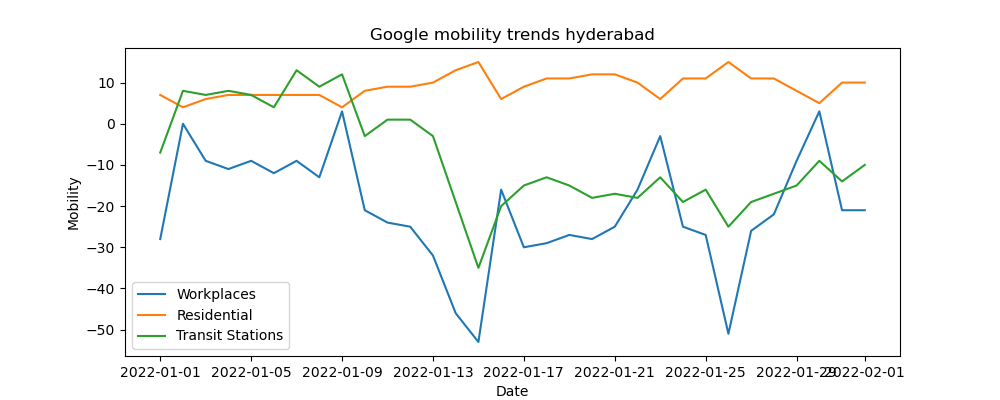 Google mobility trends hyderabad
Mobility
10
0
−10
−20
−30
−40
−50
Workplaces
Residential
Transit Stations
2022-01-01 2022-01-05 2022-01-09 2022-01-13 2022-01-17 2022-01-21 2022-01-25 2022-01-29 2022-02-01
Date